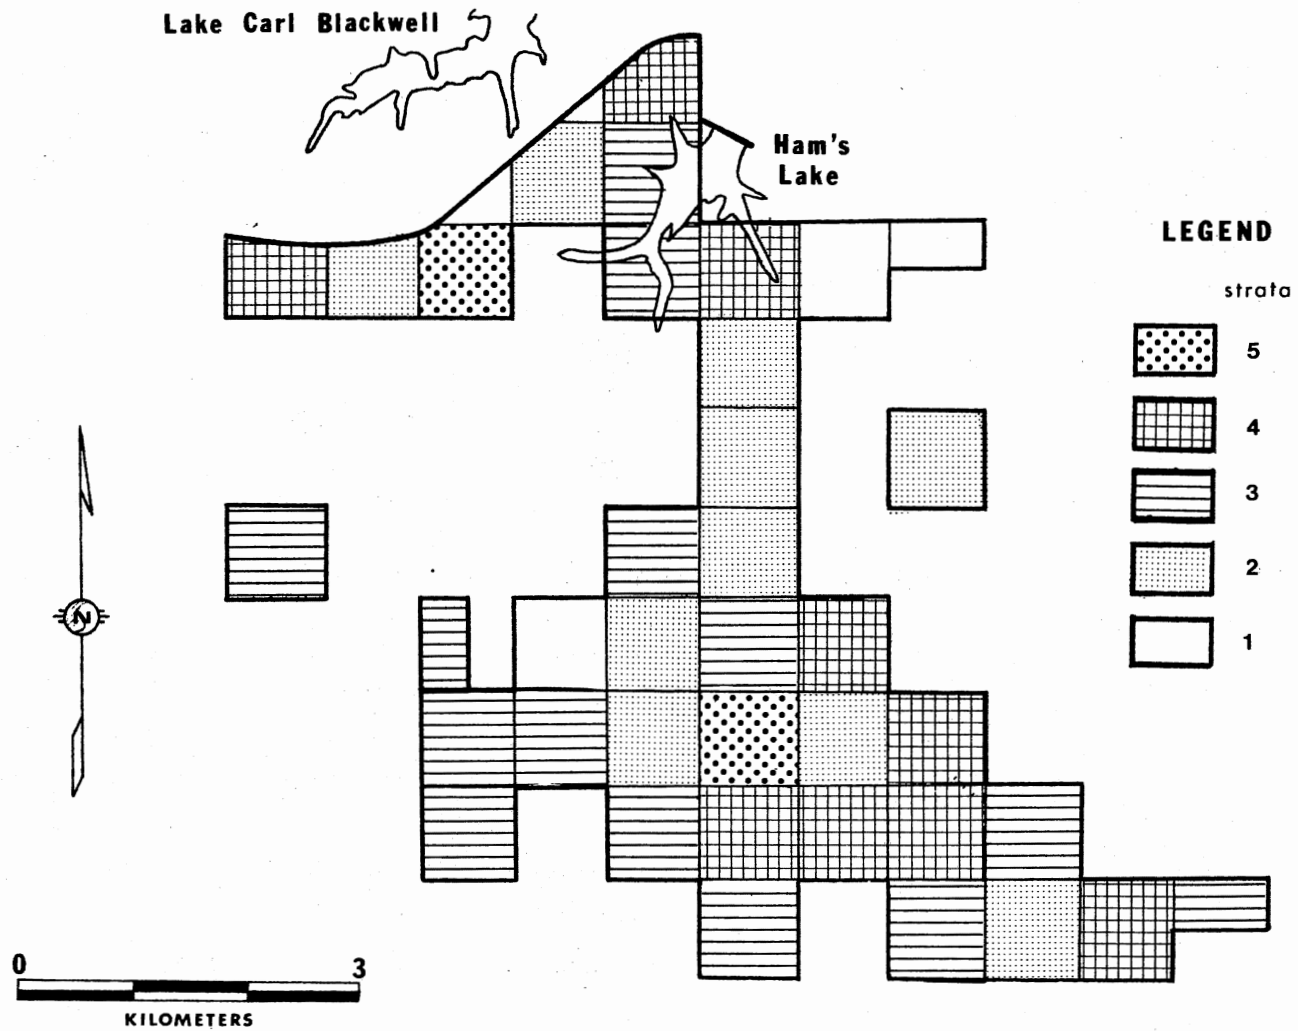 Lake Carl Blackwell
Ham's
Lake
LEGEND
strata
5
4
3
2
1
N
0 3
KILOMETERS